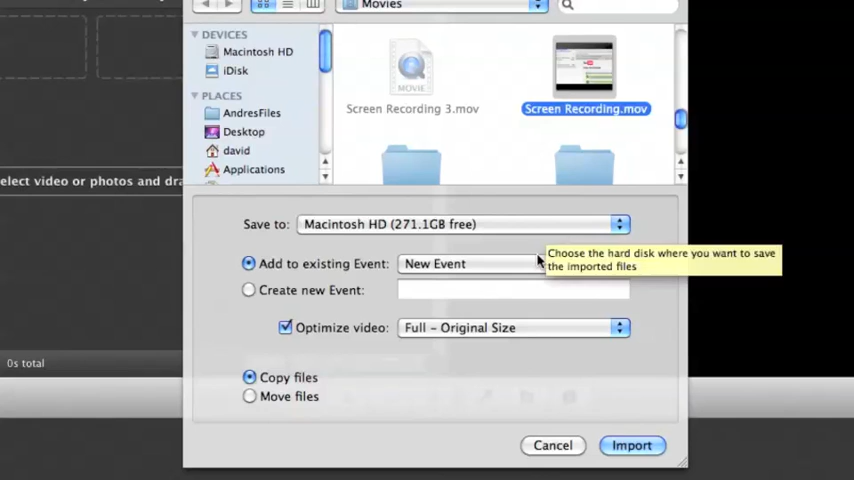 Movies
DEVICES
Macintosh HD
iDisk
PLACES
AndresFiles
Desktop
david
Applications
MOVIE
Screen Recording 3.mov
Screen Recording.mov
elect video or photos and dra
Save to: Macintosh HD (271.1GB free)
Choose the hard disk where you want to save
the imported files
Add to existing Event: New Event
Create new Event:
Optimize video: Full – Original Size
0s total
Copy files
Move files
Cancel
Import